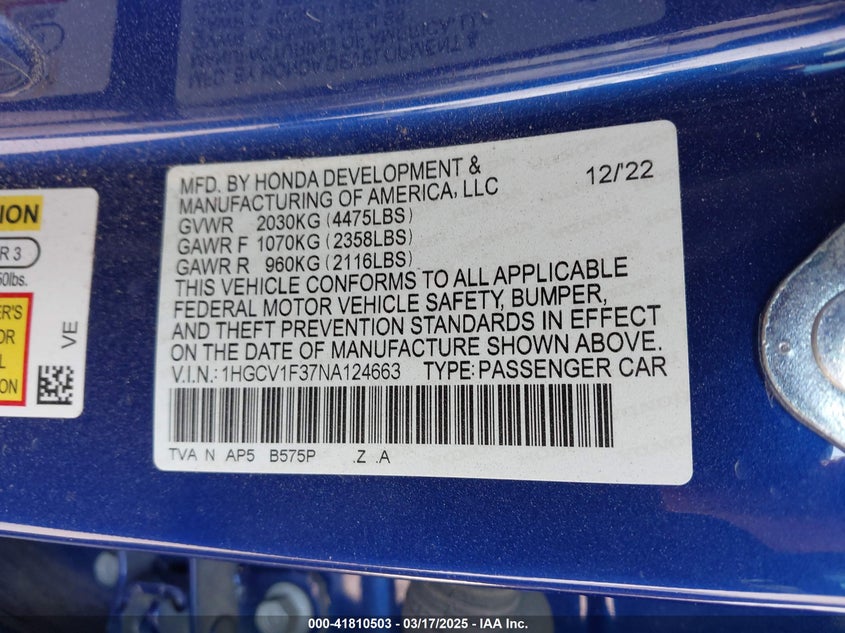 MFD. BY HONDA DEVELOPMENT &
MANUFACTURING OF AMERICA, LLC 12/'22
GVWR 2030KG (4475LBS)
GAWR F 1070KG (2358LBS)
GAWR R 960KG (2116LBS)
THIS VEHICLE CONFORMS TO ALL APPLICABLE
FEDERAL MOTOR VEHICLE SAFETY, BUMPER,
AND THEFT PREVENTION STANDARDS IN EFFECT
ON THE DATE OF MANUFACTURE SHOWN ABOVE.
V.I.N.: 1HGCV1F37NA124663 TYPE: PASSENGER CAR
TVA N AP5 B575P .Z .A
R 3
VE
000-41810503 - 03/17/2025 - IAA Inc.